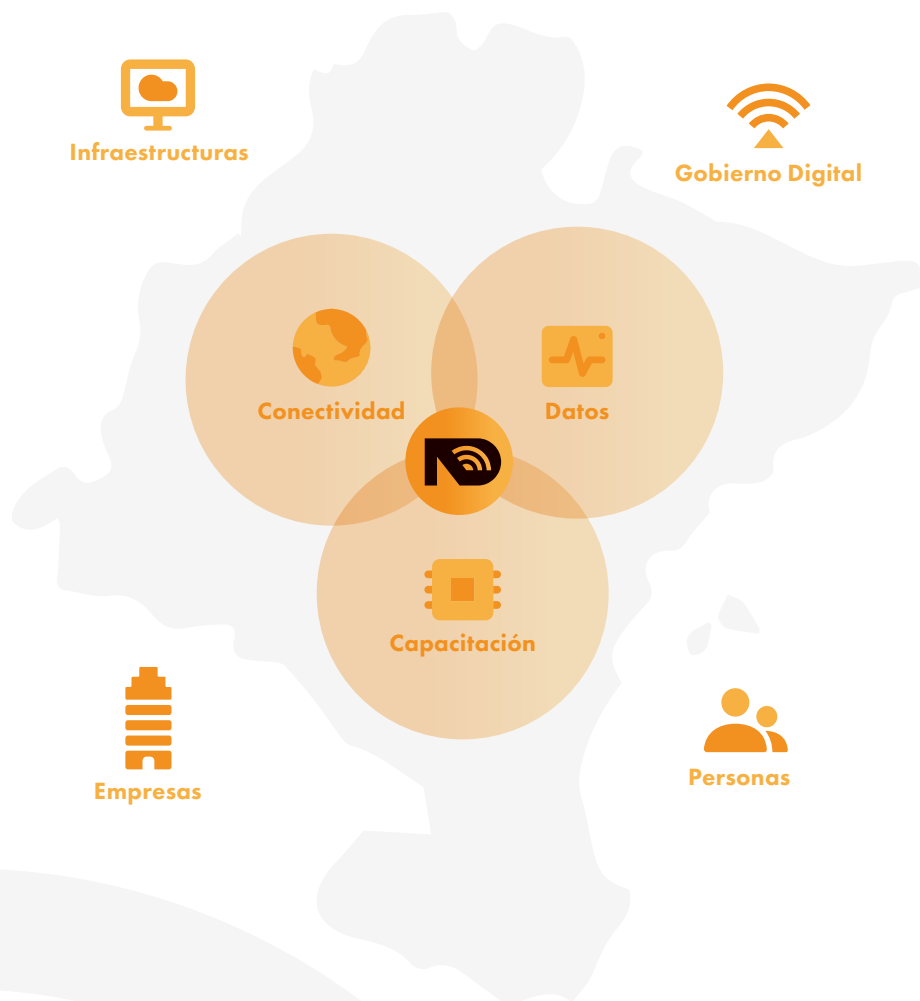 Infraestructuras
Gobierno Digital
Conectividad
Datos
Capacitación
Empresas
Personas